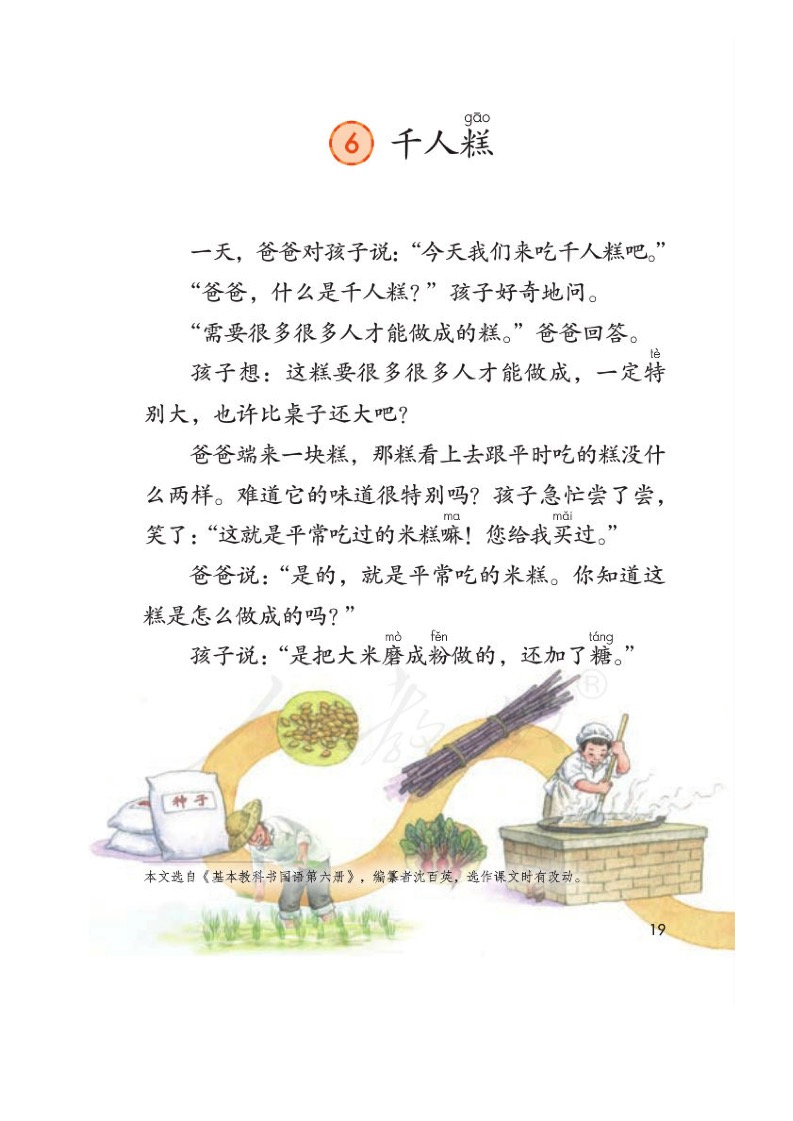 gāo
6 千人糕
一天，爸爸对孩子说：“今天我们来吃千人糕吧。”
“爸爸，什么是千人糕？”孩子好奇地问。
“需要很多很多人才能做成的糕。”爸爸回答。
tè
孩子想：这糕要很多很多人才能做成，一定特
别大，也许比桌子还大吧？
爸爸端来一块糕，那糕看上去跟平时吃的糕没什
么两样。难道它的味道很特别吗？孩子急忙尝了尝，
ma mǎi
笑了：“这就是平常吃过的米糕嘛！您给我买过。”
爸爸说：“是的，就是平常吃的米糕。你知道这
糕是怎么做成的吗？”
mò fěn táng
孩子说：“是把大米磨成粉做的，还加了糖。”
人教®
种子
本文选自《基本教科书国语第六册》，编纂者沈百英，选作课文时有改动。
19